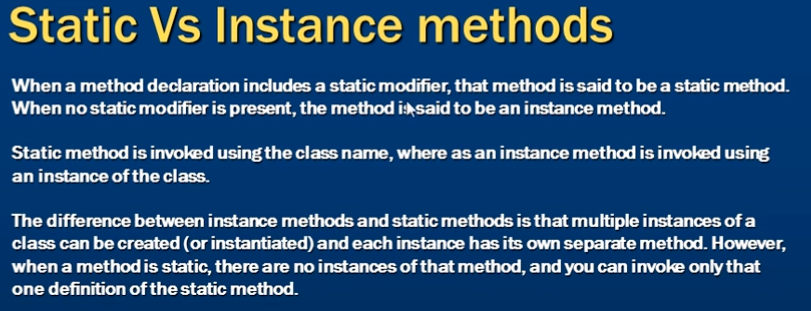 Static Vs Instance methods
When a method declaration includes a static modifier, that method is said to be a static method.
When no static modifier is present, the method is said to be an instance method.
Static method is invoked using the class name, where as an instance method is invoked using
an instance of the class.
The difference between instance methods and static methods is that multiple instances of a
class can be created (or instantiated) and each instance has its own separate method. However,
when a method is static, there are no instances of that method, and you can invoke only that
one definition of the static method.